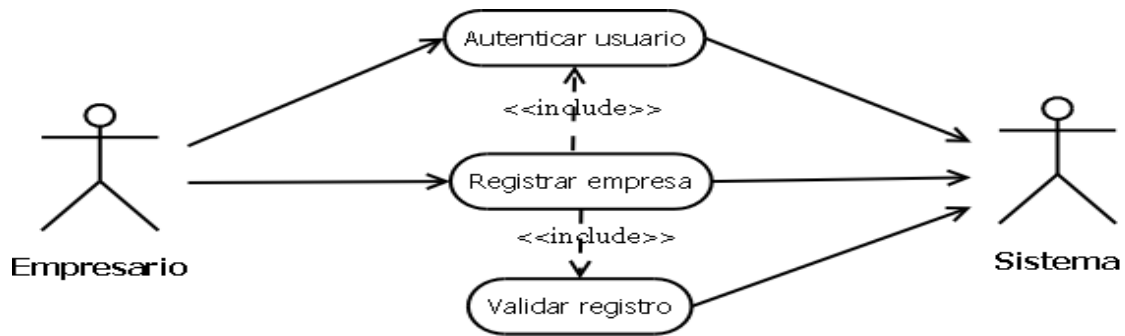 Autenticar usuario
<<include>>
Registrar empresa
<<include>>
Empresario
Sistema
Validar registro